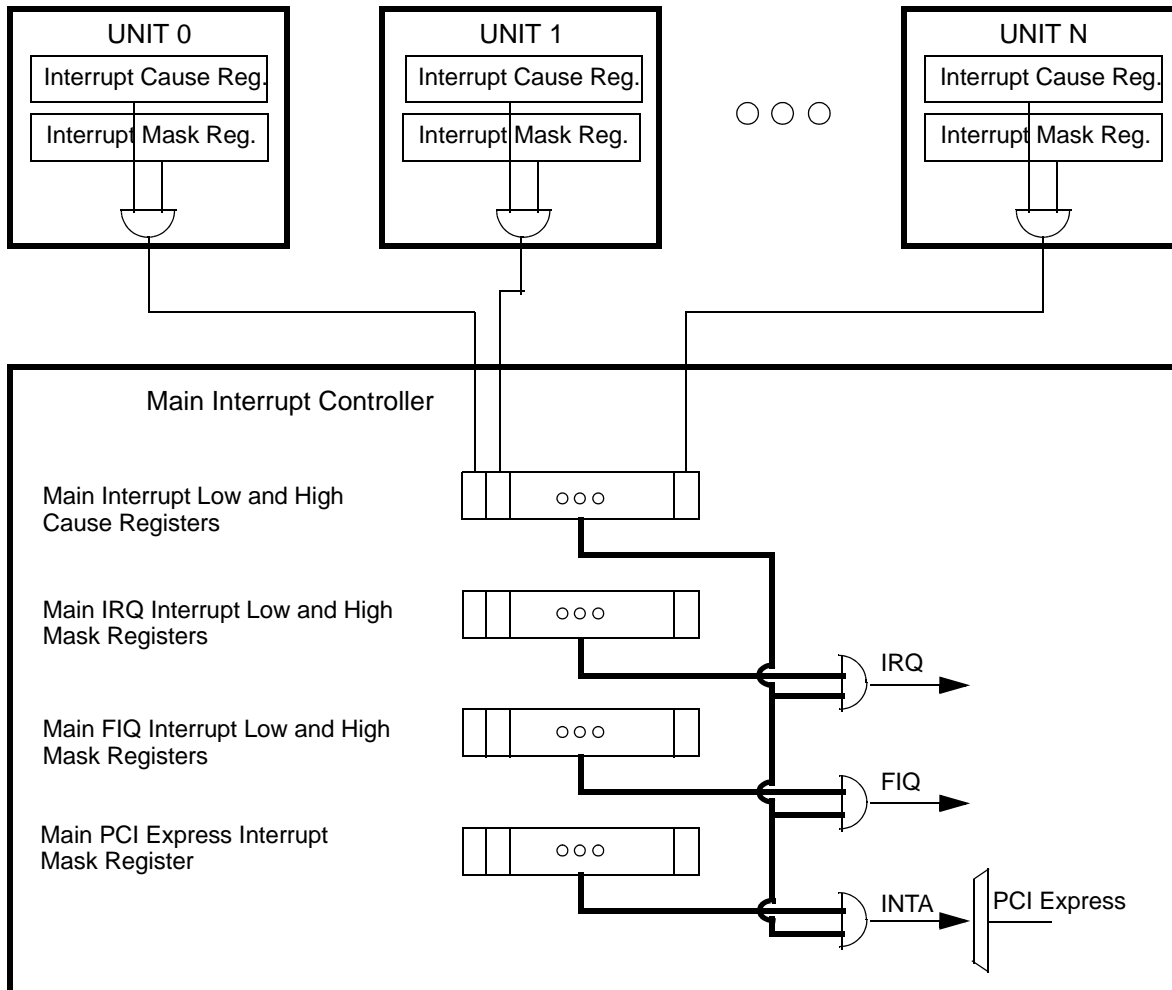 UNIT 0
Interrupt Cause Reg.
Interrupt Mask Reg.
UNIT 1
Interrupt Cause Reg.
Interrupt Mask Reg.
UNIT N
Interrupt Cause Reg.
Interrupt Mask Reg.
Main Interrupt Controller
Main Interrupt Low and High
Cause Registers
Main IRQ Interrupt Low and High
Mask Registers
IRQ
Main FIQ Interrupt Low and High
Mask Registers
FIQ
Main PCI Express Interrupt
Mask Register
INTA
PCI Express